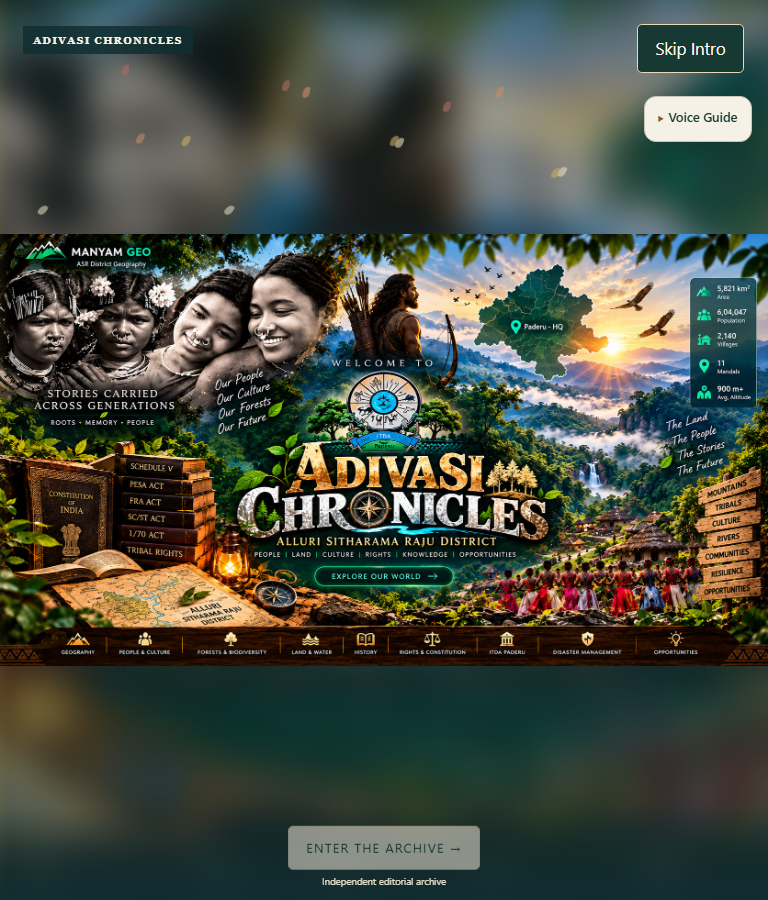 ADIVASI CHRONICLES
Skip Intro
Voice Guide
MANYAM GEO
ASR District Geography
STORIES CARRIED
ACROSS GENERATIONS
ROOTS • MEMORY • PEOPLE
Our People
Our Culture
Our Forests
Our Future
WELCOME TO
Paderu - HQ
5,821 km²
Area
6,04,047
Population
2,140
Villages
11
Mandals
900 m+
Avg. Altitude
The Land
The People
The Stories
The Future
CONSTITUTION
OF
INDIA
SCHEDULE V
PESA ACT
FRA ACT
SC/ST ACT
1/70 ACT
TRIBAL RIGHTS
ITDA
ADIVASI
CHRONICLES
ALLURI SITHARAMA RAJU DISTRICT
PEOPLE | LAND | CULTURE | RIGHTS | KNOWLEDGE | OPPORTUNITIES
EXPLORE OUR WORLD →
ALLURI
SITHARAMA RAJU
DISTRICT
MOUNTAINS
TRIBALS
CULTURE
RIVERS
COMMUNITIES
RESILIENCE
OPPORTUNITIES
GEOGRAPHY
PEOPLE & CULTURE
FORESTS & BIODIVERSITY
LAND & WATER
HISTORY
RIGHTS & CONSTITUTION
ITDA PADERU
DISASTER MANAGEMENT
OPPORTUNITIES
ENTER THE ARCHIVE →
Independent editorial archive